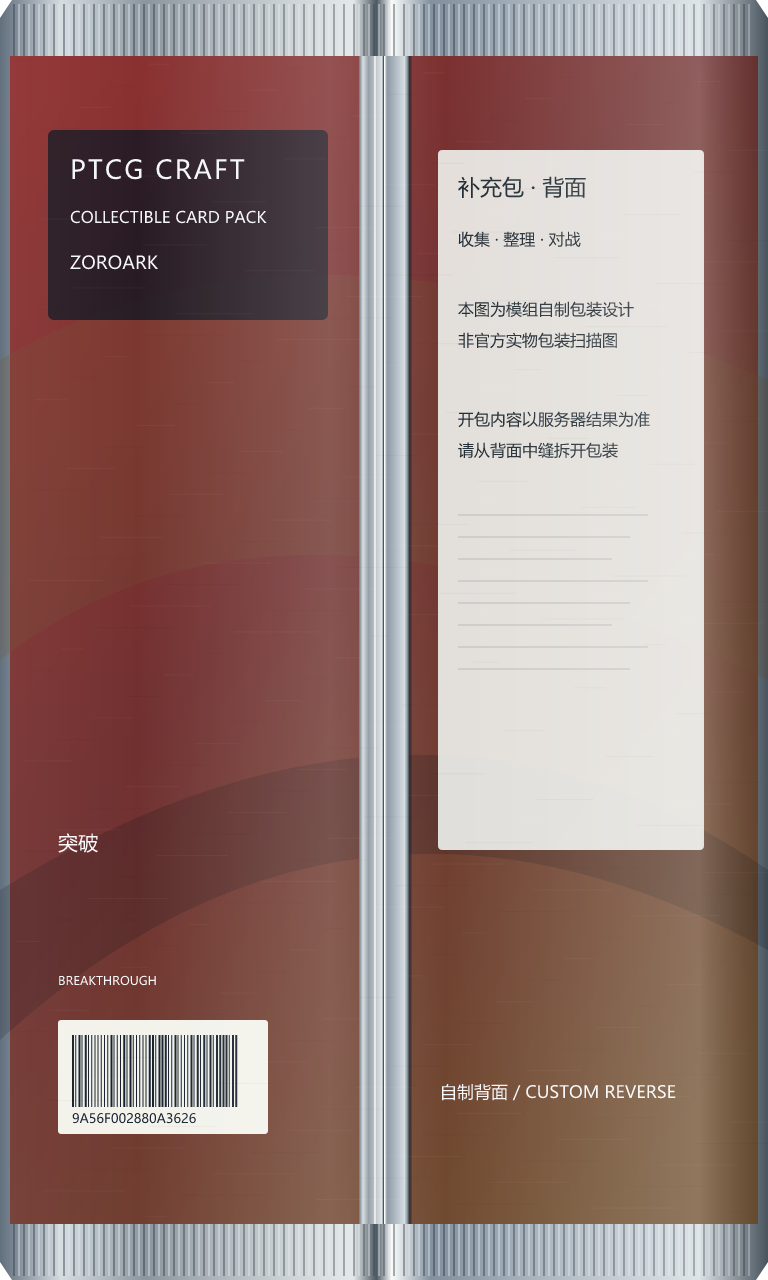 PTCG CRAFT
COLLECTIBLE CARD PACK
ZOROARK
突破
BREAKTHROUGH
9A56F002880A3626
补充包 · 背面
收集 · 整理 · 对战
本图为模组自制包装设计
非官方实物包装扫描图
开包内容以服务器结果为准
请从背面中缝拆开包装
自制背面 / CUSTOM REVERSE